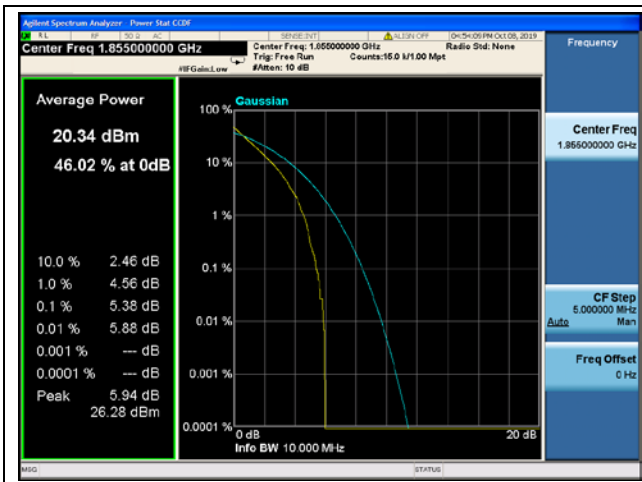 Agilent Spectrum Analyzer Power Stat CCDF
RL RF 50 Ω AC SENSE:INT ALIGN OFF 04:54:09 PM Oct 08, 2019
Center Freq 1.855000000 GHz
Center Freq: 1.855000000 GHz Radio Std: None
Trig: Free Run Counts:15.0 k/1.00 Mpt
#IFGain:Low #Atten: 10 dB
Frequency
Average Power
20.34 dBm
46.02 % at 0dB
10.0 % 2.46 dB
1.0 % 4.56 dB
0.1 % 5.38 dB
0.01 % 5.88 dB
0.001 % --- dB
0.0001 % --- dB
Peak 5.94 dB
26.28 dBm
Gaussian
100 %
10 %
1 %
0.1 %
0.01 %
0.001 %
0.0001 %
0 dB 20 dB
Info BW 10.000 MHz
Center Freq
1.855000000 GHz
CF Step
5.000000 MHz
Auto Man
Freq Offset
0 Hz
MSG STATUS